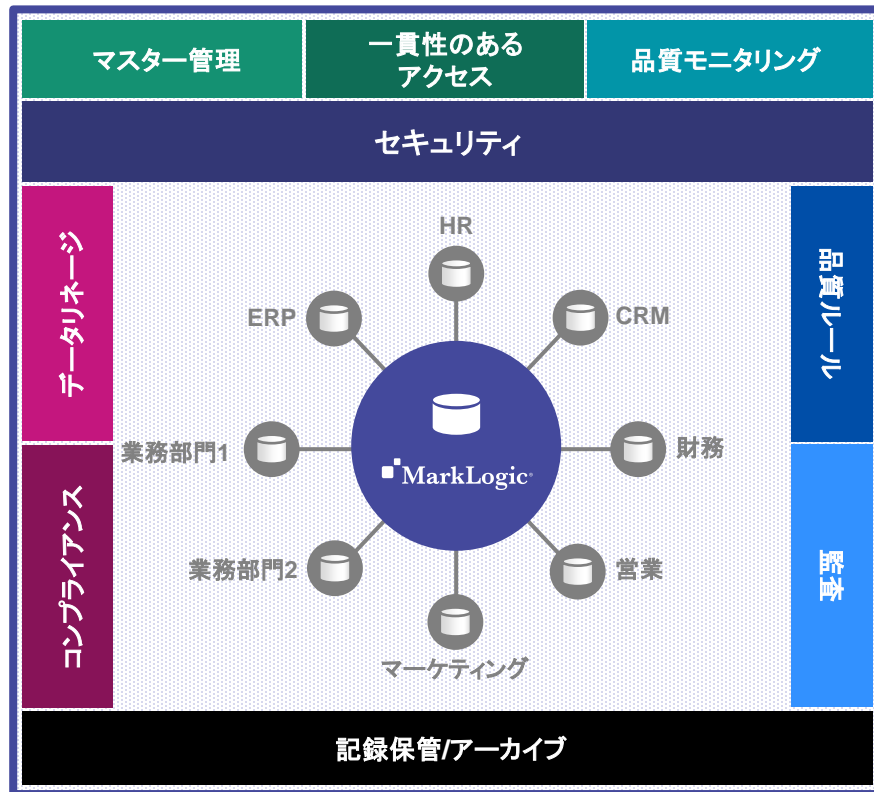 マスター管理
一貫性のある
アクセス
品質モニタリング
セキュリティ
データリネージ
コンプライアンス
HR
ERP
CRM
業務部門1
MarkLogic®
財務
業務部門2
営業
マーケティング
品質ルール
監査
記録保管/アーカイブ